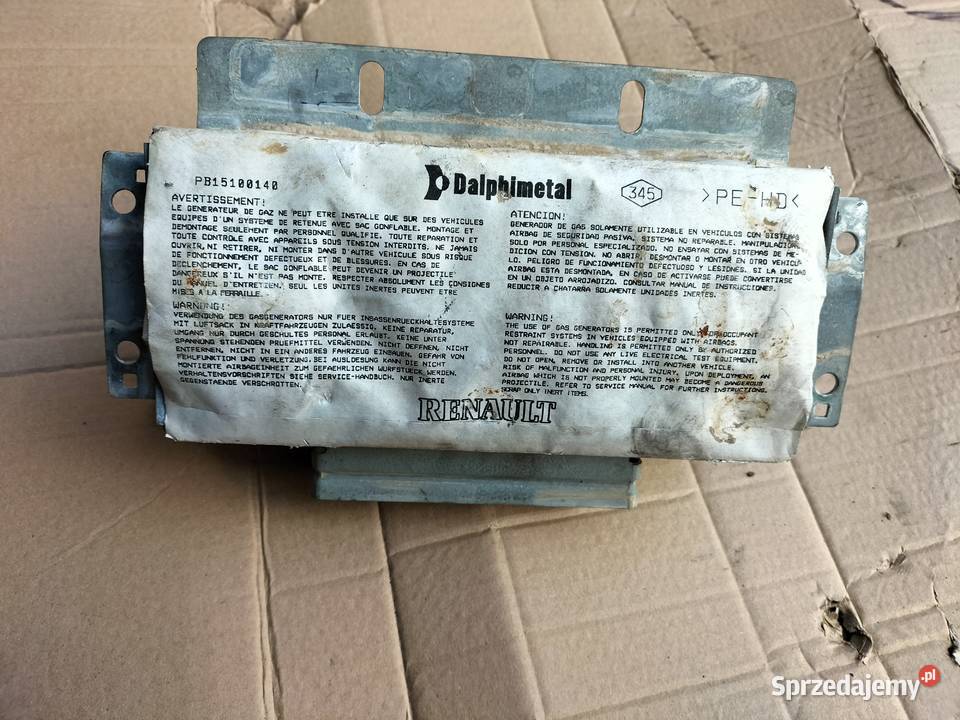 PB15100140
Dalphimetal
345
>PE-HD<
AVERTISSEMENT!
LE GENERATEUR DE GAZ NE PEUT ETRE INSTALLE QUE SUR DES VEHICULES
EQUIPES D'UN SYSTEME DE RETENUE AVEC SAC GONFLABLE. MONTAGE ET
DEMONTAGE SEULEMENT PAR PERSONNEL QUALIFIE. TOUTE REPARATION ET
TOUTE CONTROLE AVEC APPAREILS SOUS TENSION INTERDITS. NE JAMAIS
OUVRIR, NI RETIRER, NI MONTER DANS D'AUTRE VEHICULE SOUS RISQUE
DE FONCTIONNEMENT DEFECTUEUX ET DE BLESSURES. EN CAS DE
DECLENCHEMENT, LE SAC GONFLABLE PEUT DEVENIR UN PROJECTILE
DANGEREUX S'IL N'EST PAS MONTE. RESPECTER ABSOLUMENT LES CONSIGNES
DU MANUEL D'ENTRETIEN, SEUL LES UNITES INERTES PEUVENT ETRE
MISES A LA FERRAILLE.
WARNUNG!
VERWENDUNG DES GASGENERATORS NUR FUER INSASSENRUECKHALTESYSTEME
MIT LUFTSACK IN KRAFTFAHRZEUGEN ZULAESSIG, KEINE REPARATUR,
UMGANG NUR DURCH GESCHULTES PERSONAL ERLAUBT. KEINE UNTER
SPANNUNG STEHENDEN PRUEFMITTEL VERWENDEN. NICHT OEFFNEN, NICHT
ENTFERNEN, NICHT IN EIN ANDERES FAHRZEUG EINBAUEN. GEFAHR VON
FEHLFUNKTION UND VERLETZUNG. BEI AUSLOESUNG KANN DIE NICHT
MONTIERTE AIRBAGEINHEIT ZUM GEFAEHRLICHEN WURFSTUECK WERDEN.
VERHALTENSVORSCHRIFTEN SIEHE SERVICE-HANDBUCH. NUR INERTE
GEGENSTAENDE VERSCHROTTEN.
ATENCION!
GENERADOR DE GAS SOLAMENTE UTILIZABLE EN VEHICULOS CON SISTEMAS
AIRBAG DE SEGURIDAD PASIVA. SISTEMA NO REPARABLE. MANIPULACION
SOLO POR PERSONAL ESPECIALIZADO. NO ENSAYAR CON SISTEMAS DE ME-
DICION CON TENSION. NO ABRIR, DESMONTAR O MONTAR EN OTRO VEHICU-
LO. PELIGRO DE FUNCIONAMIENTO DEFECTUOSO Y LESIONES. SI LA UNIDAD
AIRBAG ESTA DESMONTADA, EN CASO DE ACTIVARSE PUEDE CONVERTIRSE
EN UN OBJETO ARROJADIZO. CONSULTAR MANUAL DE INSTRUCCIONES.
REDUCIR A CHATARRA SOLAMENTE UNIDADES INERTES.
WARNING!
THE USE OF GAS GENERATORS IS PERMITTED ONLY OCCUPANT
RESTRAINT SYSTEMS IN VEHICLES EQUIPPED WITH AIRBAGS.
NOT REPAIRABLE. HANDLING IS PERMITTED ONLY BY AUTHORIZED
PERSONNEL. DO NOT USE ANY LIVE ELECTRICAL TEST EQUIPMENT.
DO NOT OPEN, REMOVE OR INSTALL INTO ANOTHER VEHICLE.
RISK OF MALFUNCTION AND PERSONAL INJURY. UPON DEPLOYMENT, AN
AIRBAG WHICH IS NOT PROPERLY MOUNTED MAY BECOME A DANGEROUS
PROJECTILE. REFER TO SERVICE MANUAL FOR FURTHER INSTRUCTIONS.
SCRAP ONLY INERT ITEMS.
RENAULT
Sprzedajemy.pl